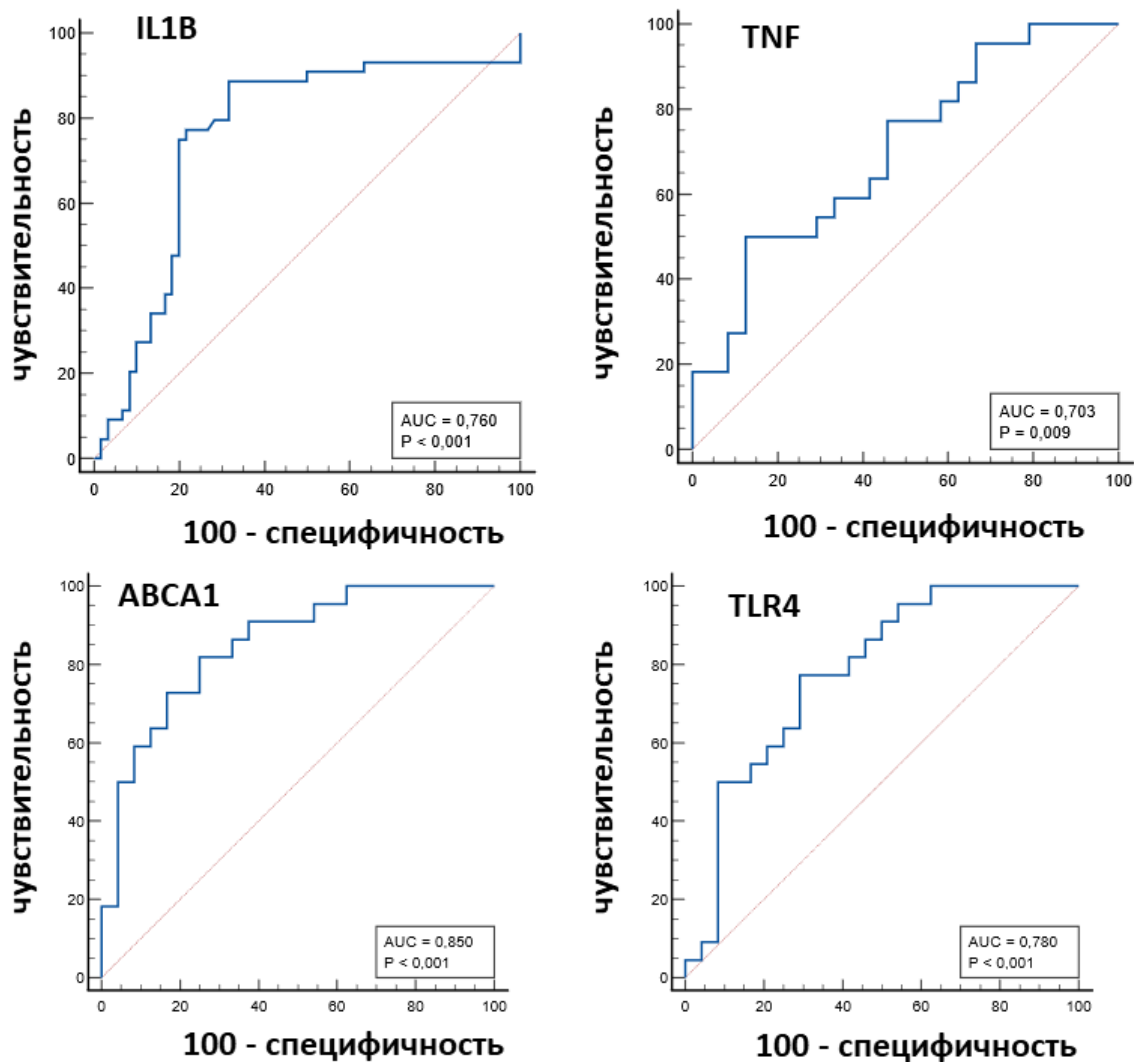 IL1B
чувствительность
100
80
60
40
20
0
AUC = 0,760
P < 0,001
0 20 40 60 80 100
100 - специфичность
TNF
чувствительность
100
80
60
40
20
0
AUC = 0,703
P = 0,009
0 20 40 60 80 100
100 - специфичность
ABCA1
чувствительность
100
80
60
40
20
0
AUC = 0,850
P < 0,001
0 20 40 60 80 100
100 - специфичность
TLR4
чувствительность
100
80
60
40
20
0
AUC = 0,780
P < 0,001
0 20 40 60 80 100
100 - специфичность